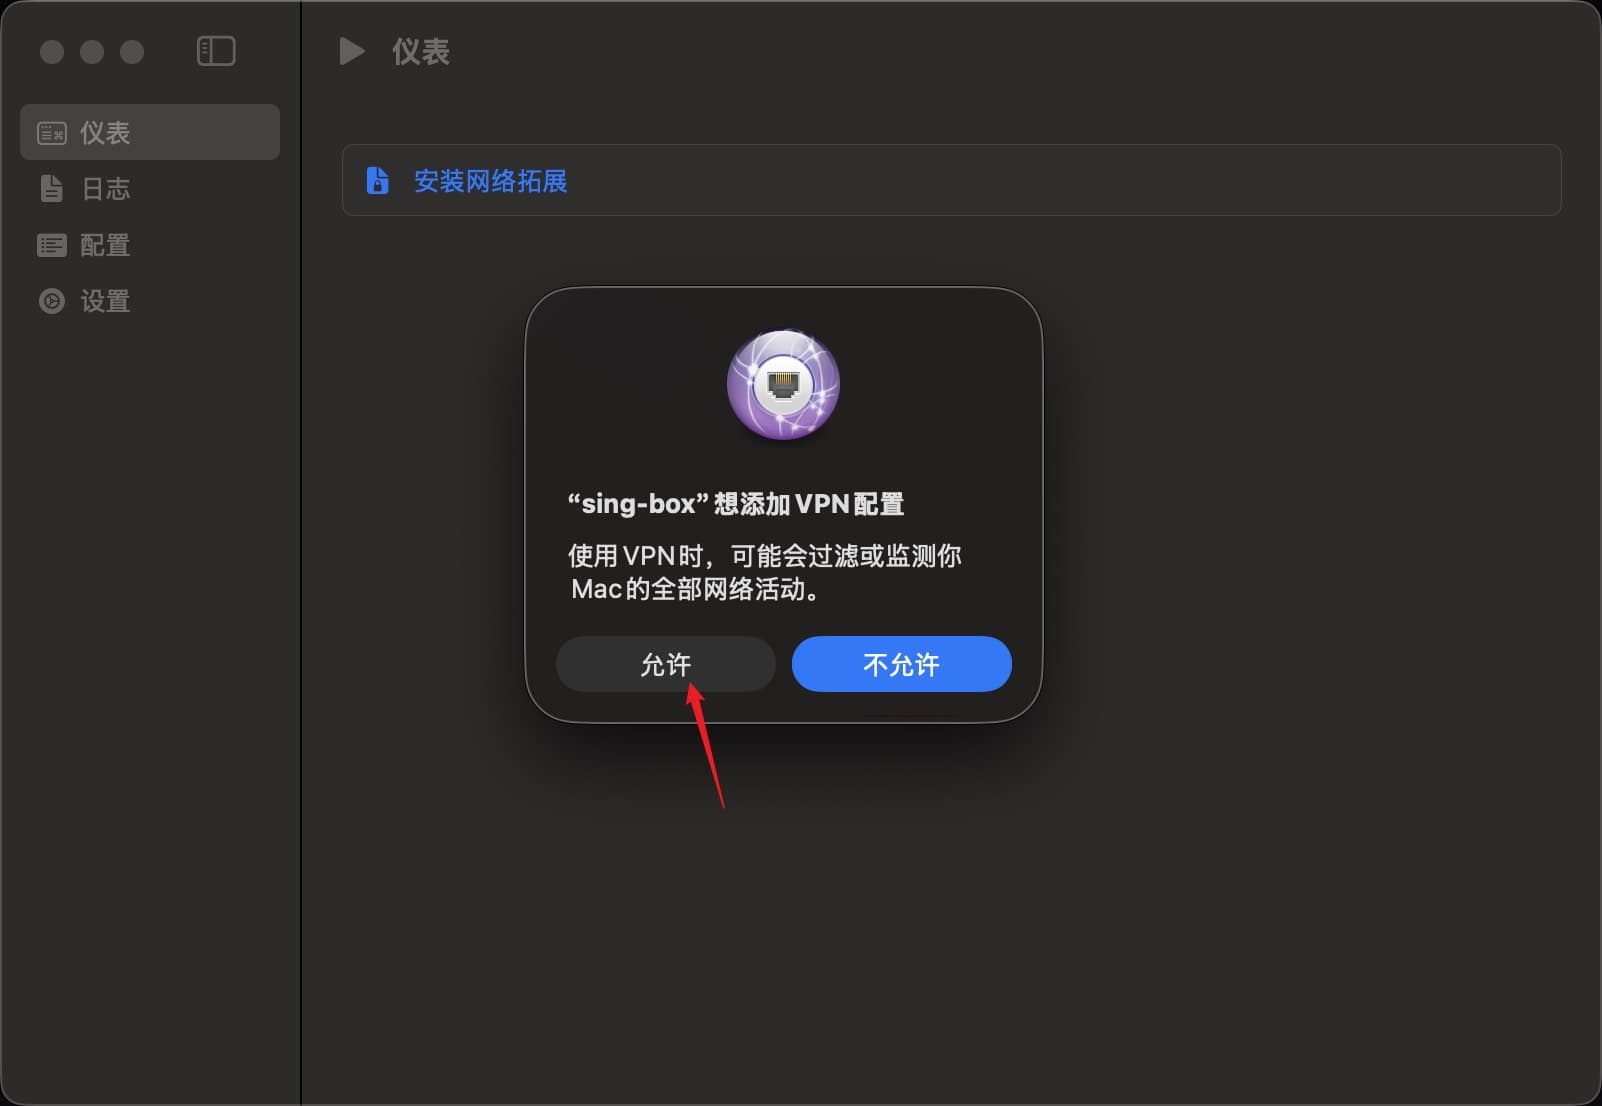 仪表
仪表
日志
配置
设置
安装网络拓展
“sing-box”想添加VPN配置
使用VPN时，可能会过滤或监测你
Mac的全部网络活动。
允许
不允许